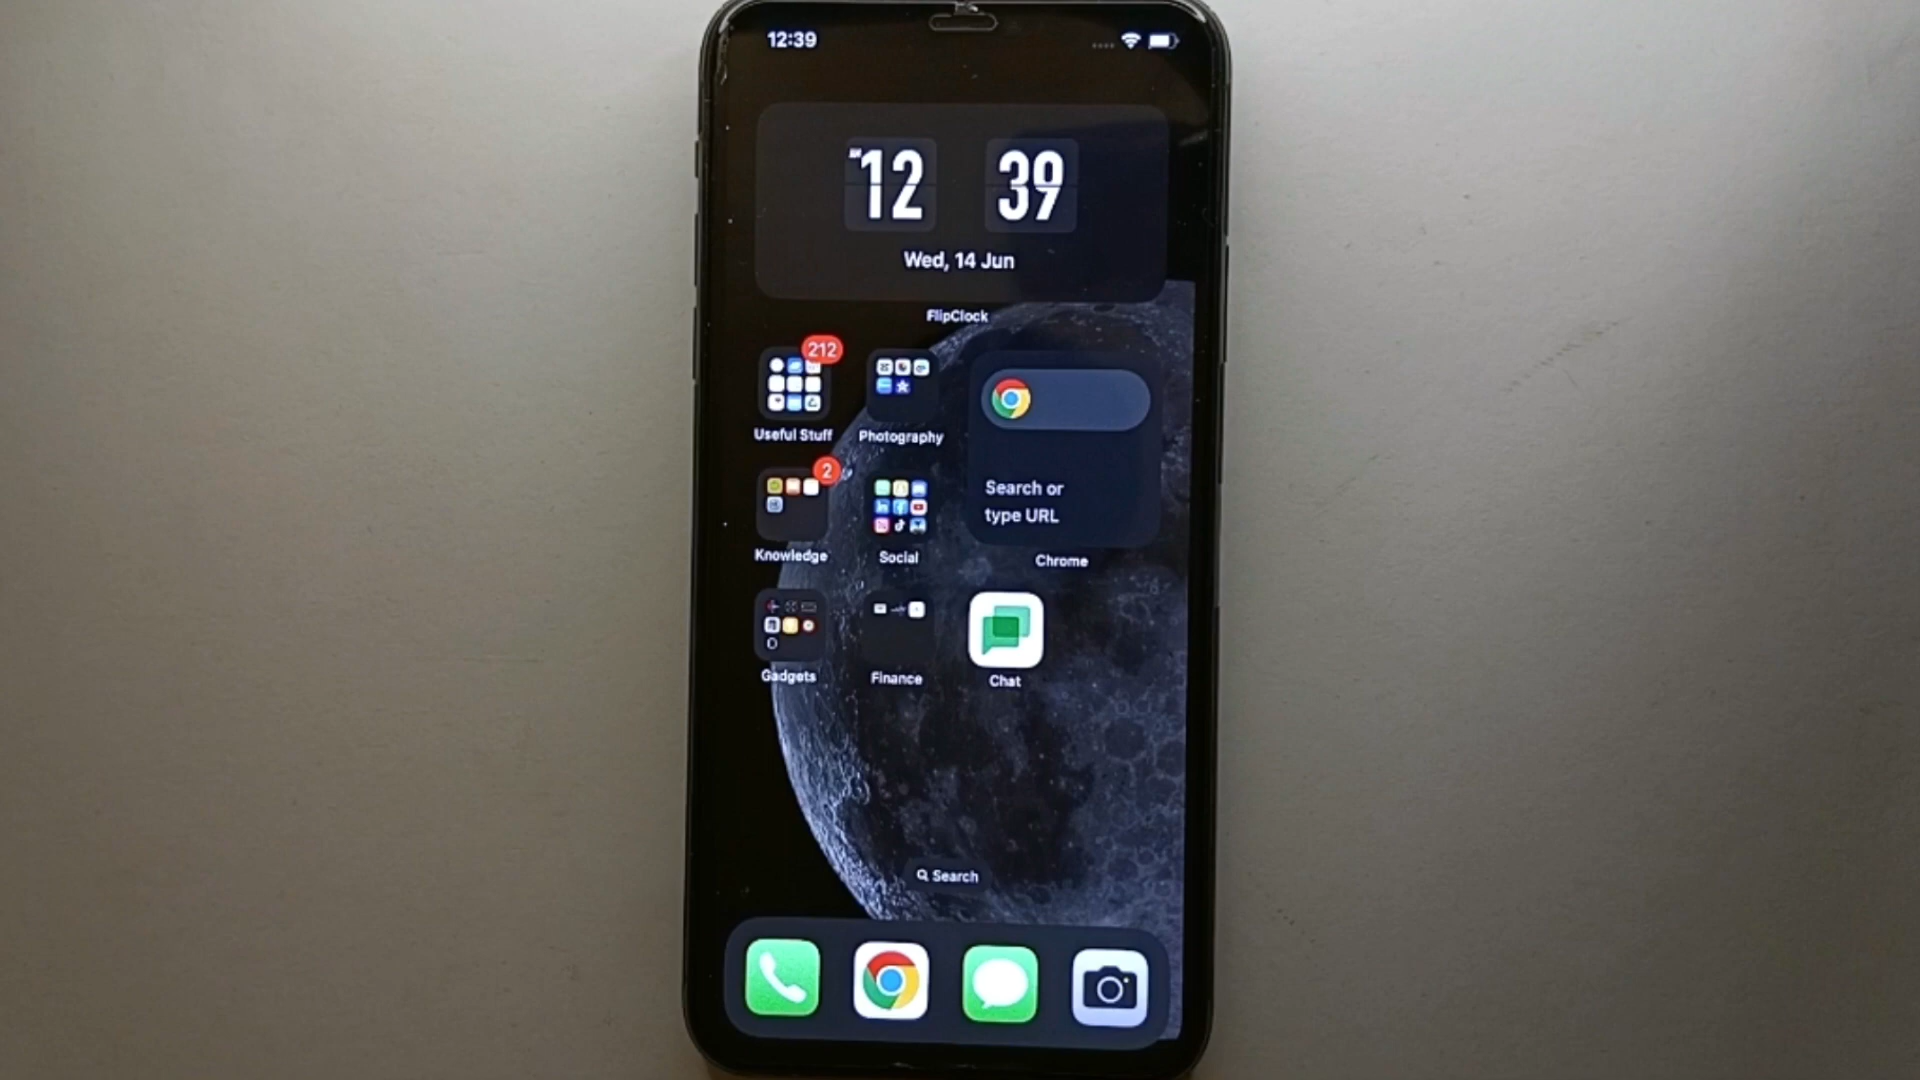 12:39
12 39
Wed, 14 Jun
FlipClock
212
Useful Stuff
Photography
2
Search or
type URL
Knowledge
Social
Chrome
Gadgets
Finance
Chat
Search